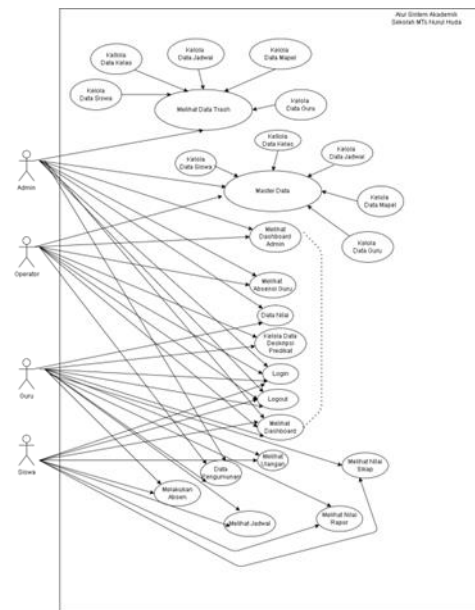 Alur Sistem Akademik
Sekolah MTs Nurul Huda
Kelola
Data Kelas
Kelola
Data Jadwal
Kelola
Data Mapel
Kelola
Data Siswa
Melihat Data Trash
Kelola
Data Guru
Kelola
Data Kelas
Kelola
Data Siswa
Kelola
Data Jadwal
Admin
Master Data
Kelola
Data Mapel
Melihat
Dashboard
Admin
Kelola
Data Guru
Operator
Melihat
Absensi Guru
Data Nilai
Kelola Data
Deskripsi
Predikat
Login
Guru
Logout
Melihat
Dashboard
Siswa
Melihat
Ulangan
Melihat Nilai
Sikap
Data
Pengumuman
Melakukan
Absen
Melihat Jadwal
Melihat Nilai
Rapor